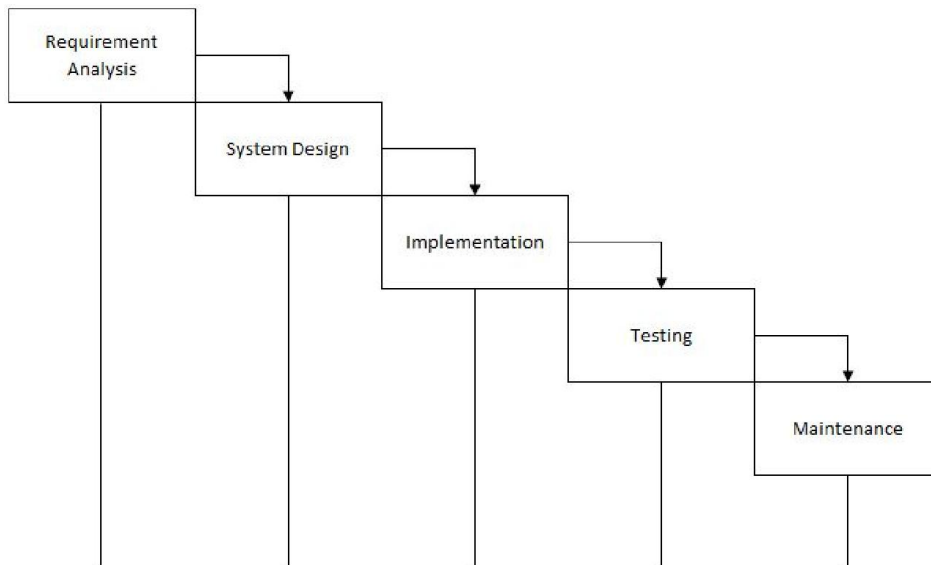 Requirement
Analysis
System Design
Implementation
Testing
Maintenance